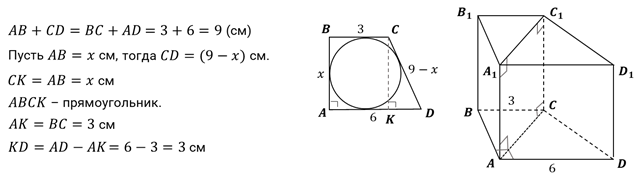 AB + CD = BC + AD = 3 + 6 = 9 (см)
Пусть AB = x см, тогда CD = (9 − x) см.
CK = AB = x см
ABCK – прямоугольник.
AK = BC = 3 см
KD = AD − AK = 6 − 3 = 3 см
B 3 C
x 9 − x
A 6 K D
B₁ C₁
A₁ D₁
3
B C
A 6 D